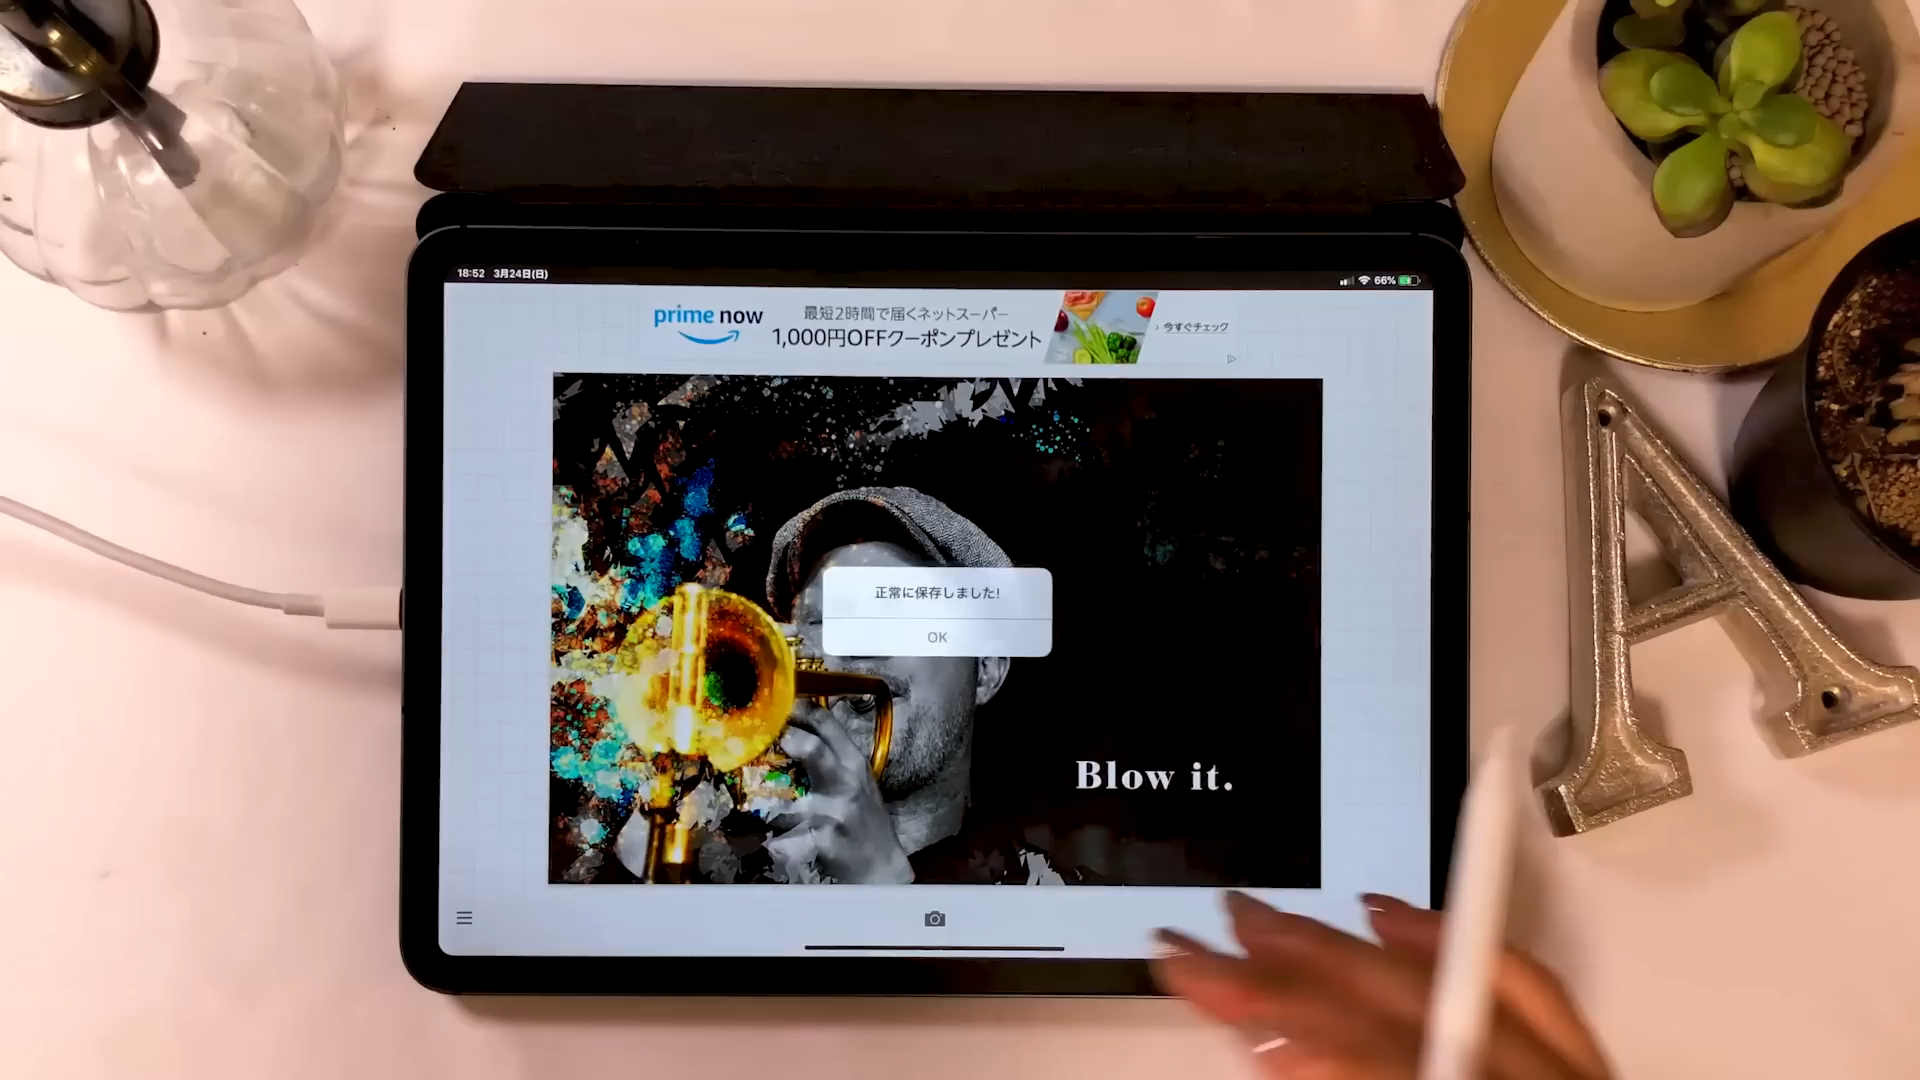 18:52 3月24日(日)
66%
prime now
最短2時間で届くネットスーパー
1,000円OFFクーポンプレゼント
今すぐチェック
正常に保存しました!
OK
Blow it.
A